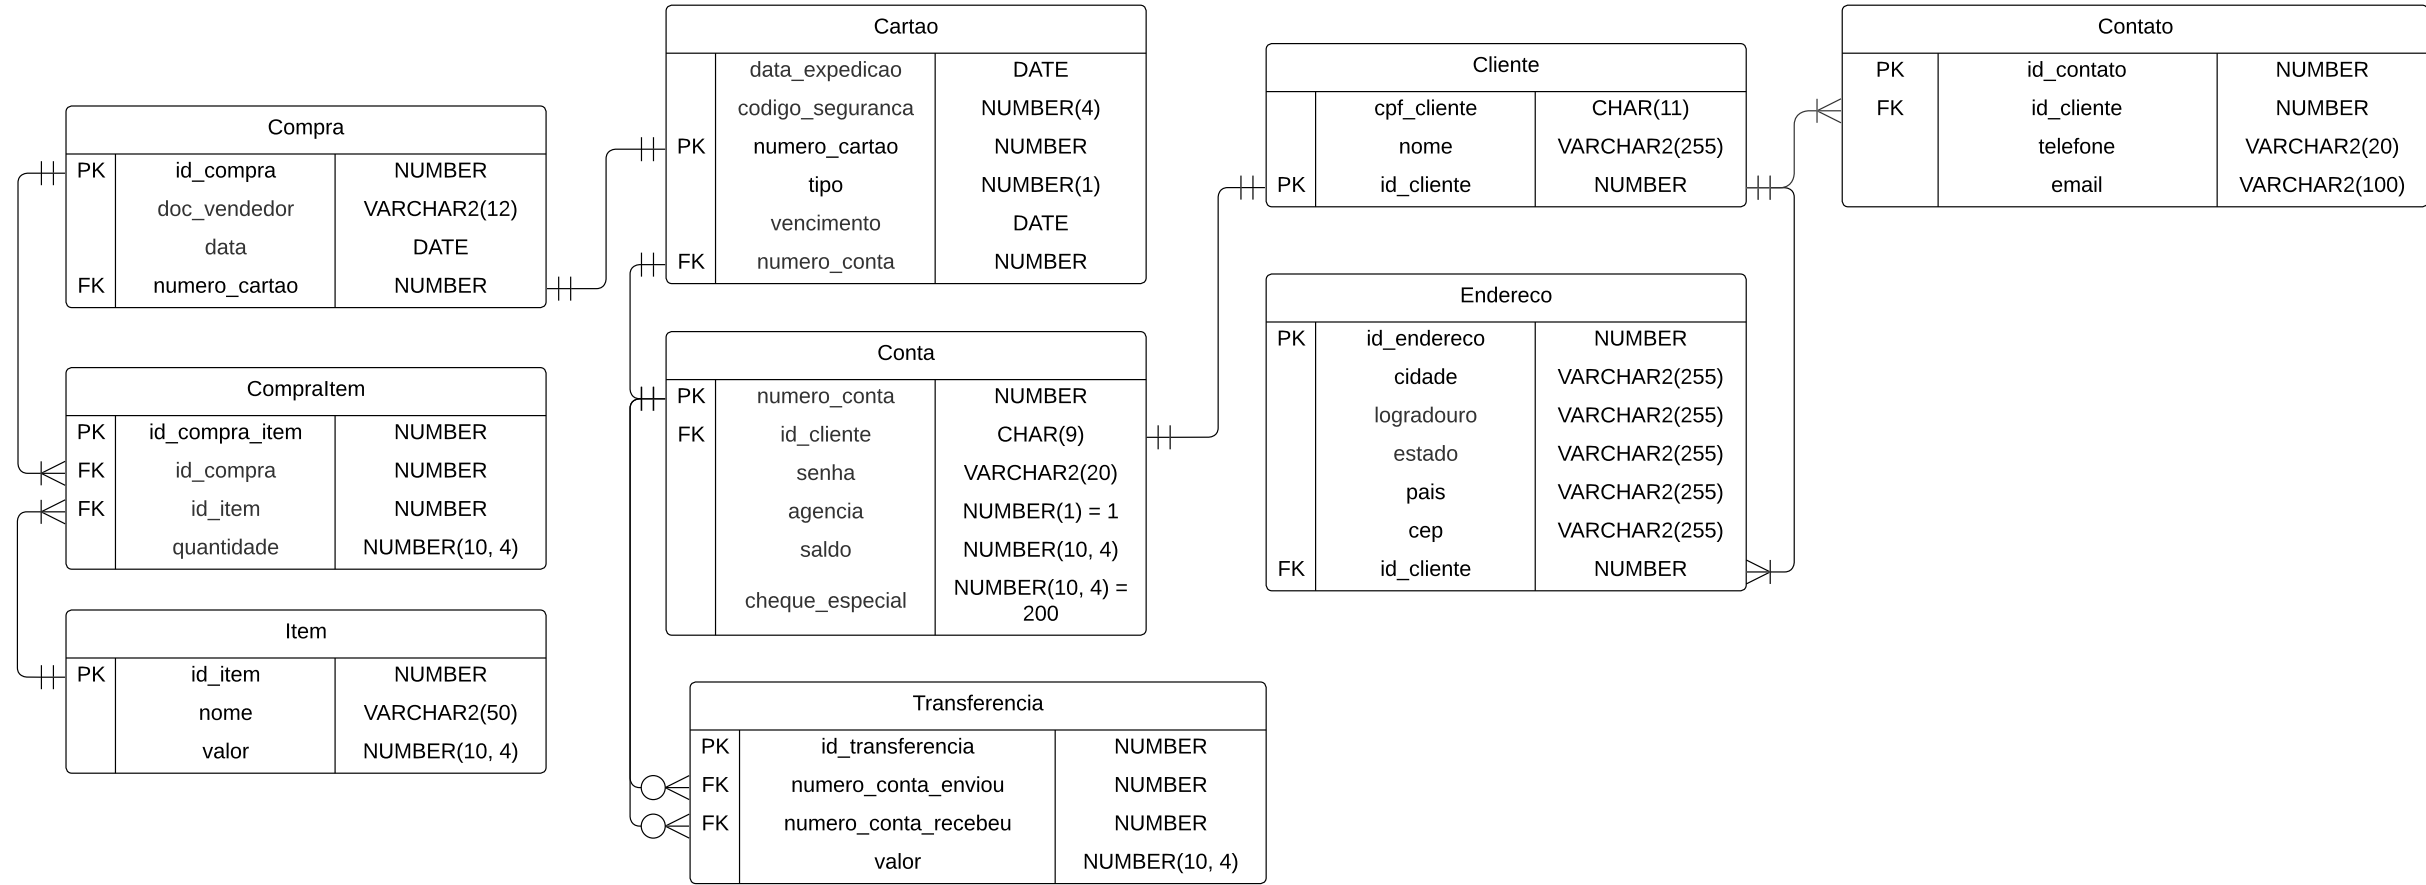 Compra
PK id_compra NUMBER
doc_vendedor VARCHAR2(12)
data DATE
FK numero_cartao NUMBER
CompraItem
PK id_compra_item NUMBER
FK id_compra NUMBER
FK id_item NUMBER
quantidade NUMBER(10, 4)
Item
PK id_item NUMBER
nome VARCHAR2(50)
valor NUMBER(10, 4)
Cartao
data_expedicao DATE
codigo_seguranca NUMBER(4)
PK numero_cartao NUMBER
tipo NUMBER(1)
vencimento DATE
FK numero_conta NUMBER
Conta
PK numero_conta NUMBER
FK id_cliente CHAR(9)
senha VARCHAR2(20)
agencia NUMBER(1) = 1
saldo NUMBER(10, 4)
cheque_especial NUMBER(10, 4) =
200
Transferencia
PK id_transferencia NUMBER
FK numero_conta_enviou NUMBER
FK numero_conta_recebeu NUMBER
valor NUMBER(10, 4)
Cliente
cpf_cliente CHAR(11)
nome VARCHAR2(255)
PK id_cliente NUMBER
Endereco
PK id_endereco NUMBER
cidade VARCHAR2(255)
logradouro VARCHAR2(255)
estado VARCHAR2(255)
pais VARCHAR2(255)
cep VARCHAR2(255)
FK id_cliente NUMBER
Contato
PK id_contato NUMBER
FK id_cliente NUMBER
telefone VARCHAR2(20)
email VARCHAR2(100)